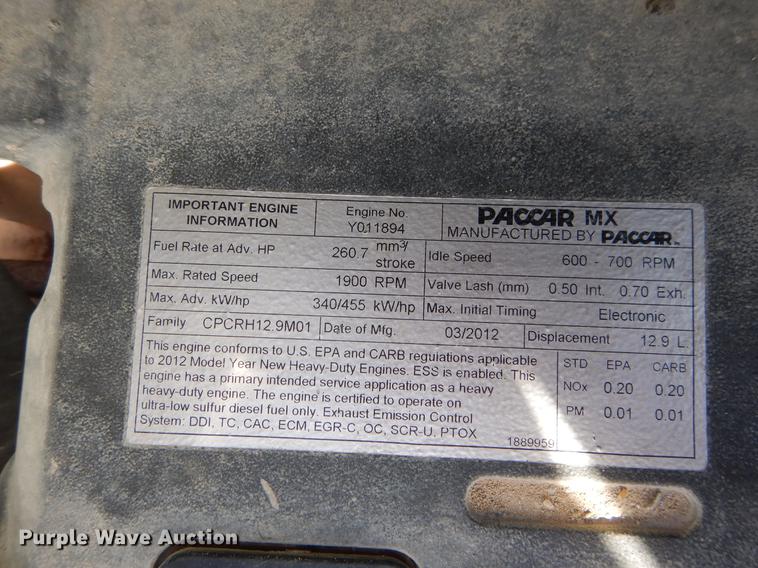 IMPORTANT ENGINE INFORMATION
Engine No. Y011894
PACCAR MX
MANUFACTURED BY PACCAR
Fuel Rate at Adv. HP 260.7 mm3/stroke
Idle Speed 600 - 700 RPM
Max. Rated Speed 1900 RPM
Valve Lash (mm) 0.50 Int. 0.70 Exh.
Max. Adv. kW/hp 340/455 kW/hp
Max. Initial Timing Electronic
Family CPCRH12.9M01
Date of Mfg. 03/2012
Displacement 12.9 L.
This engine conforms to U.S. EPA and CARB regulations applicable
to 2012 Model Year New Heavy-Duty Engines. ESS is enabled. This
engine has a primary intended service application as a heavy
heavy-duty engine. The engine is certified to operate on
ultra-low sulfur diesel fuel only. Exhaust Emission Control
System: DDI, TC, CAC, ECM, EGR-C, OC, SCR-U, PTOX
1889959
STD EPA CARB
NOx 0.20 0.20
PM 0.01 0.01
Purple Wave Auction